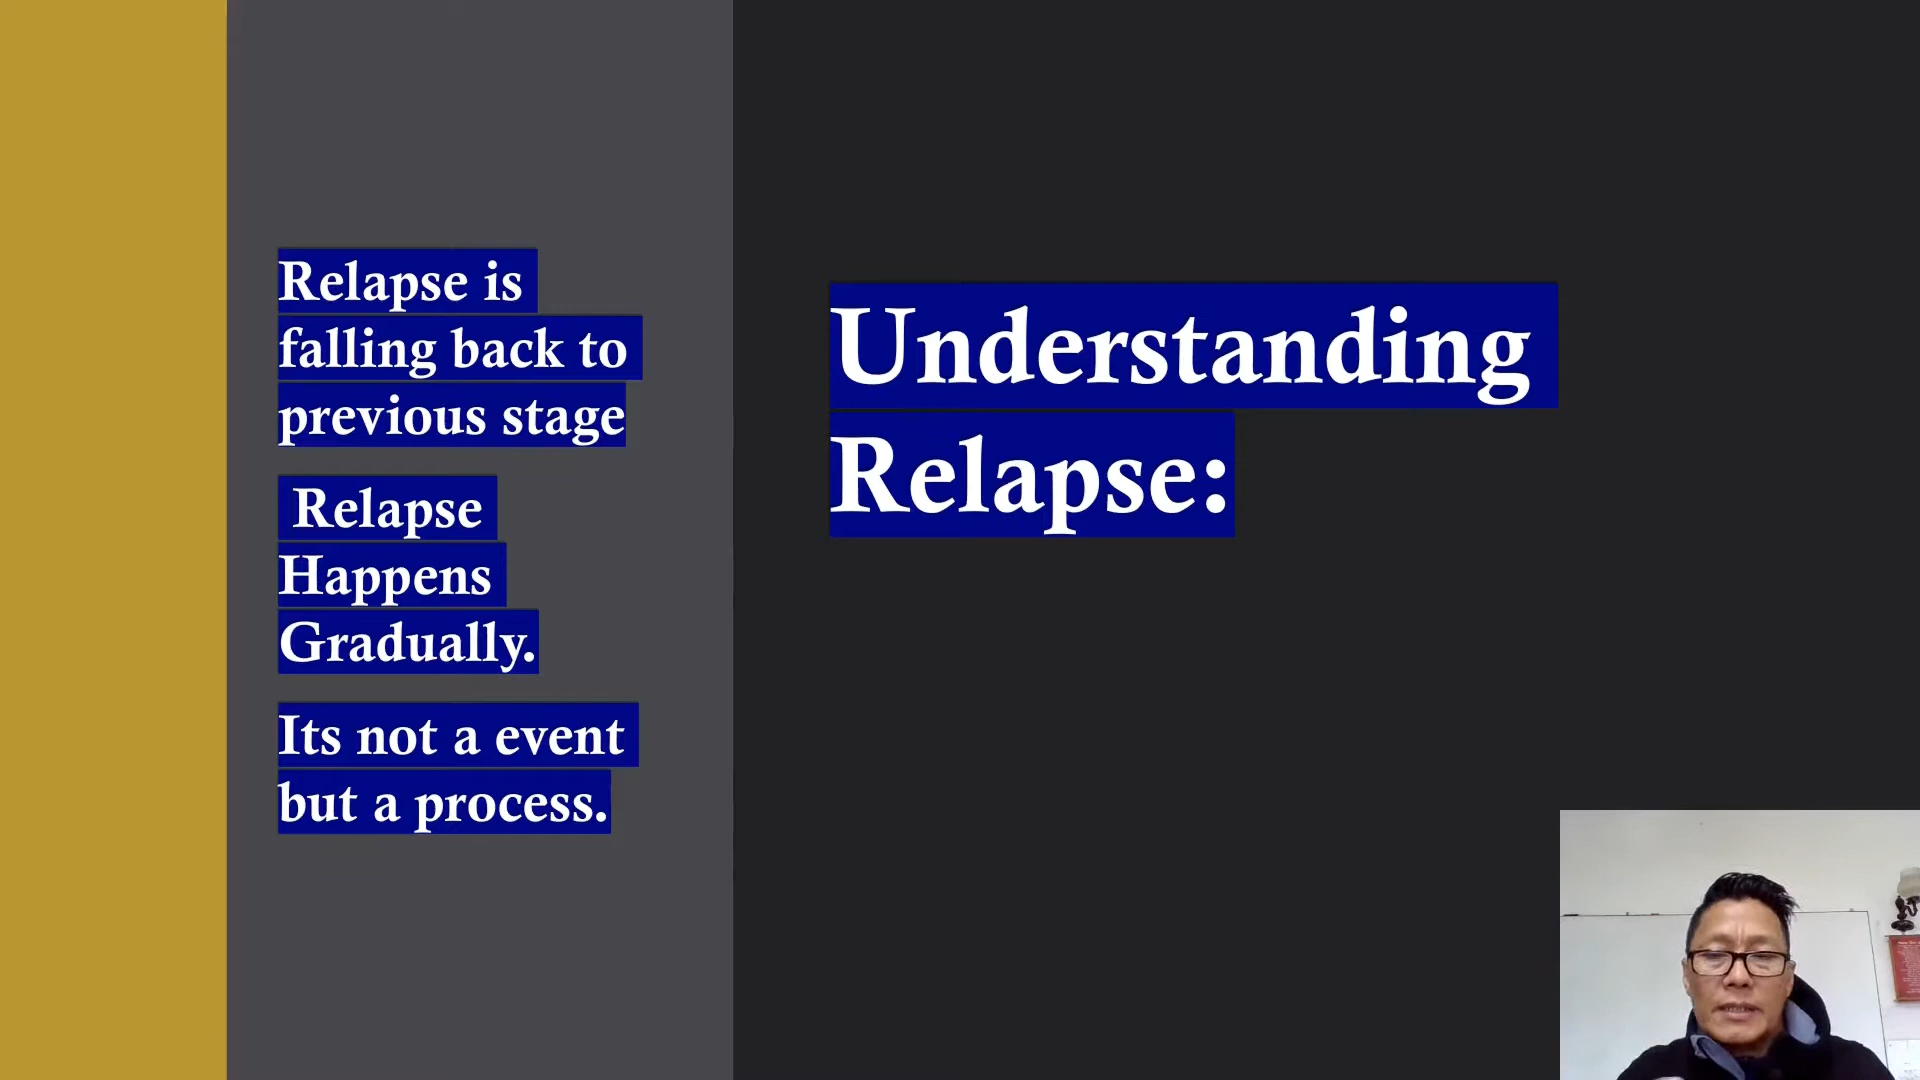 Relapse is
falling back to
previous stage
Relapse
Happens
Gradually.
Its not a event
but a process.
Understanding
Relapse: